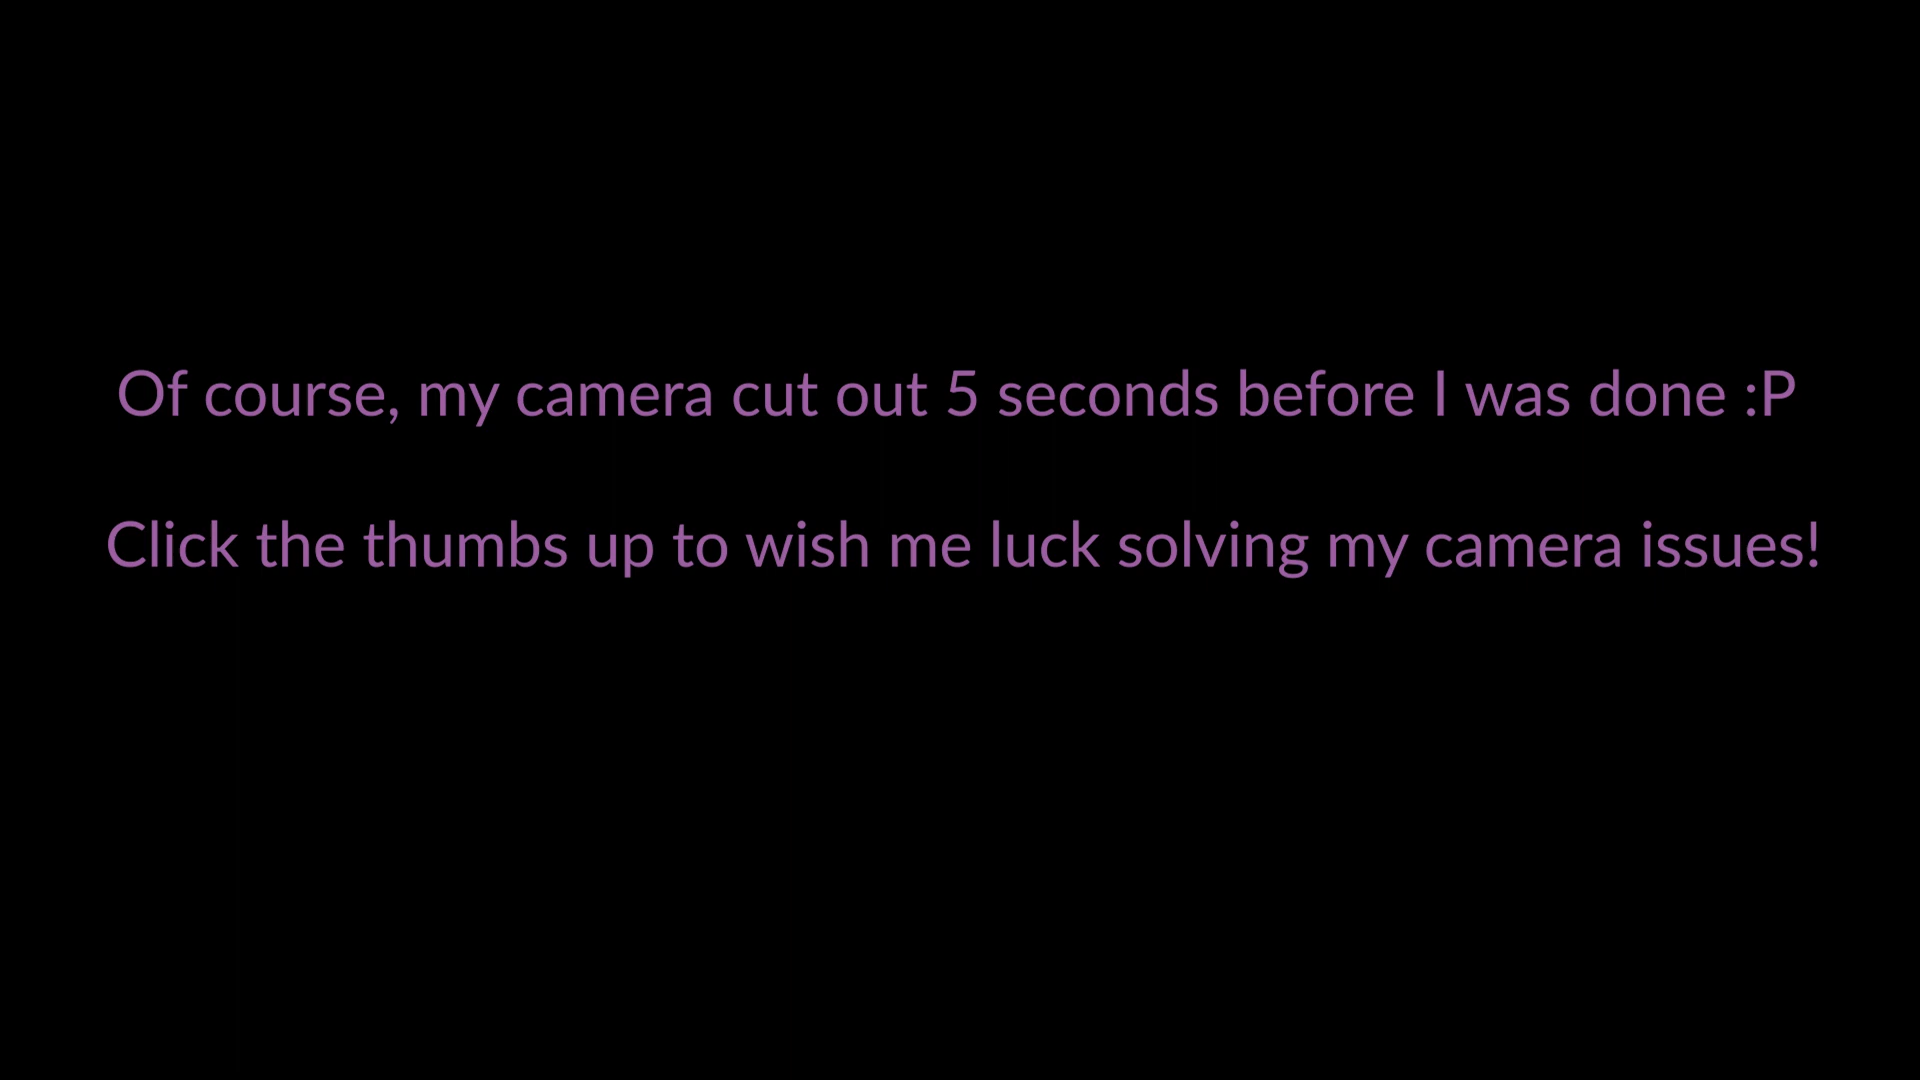 Of course, my camera cut out 5 seconds before I was done :P
Click the thumbs up to wish me luck solving my camera issues!